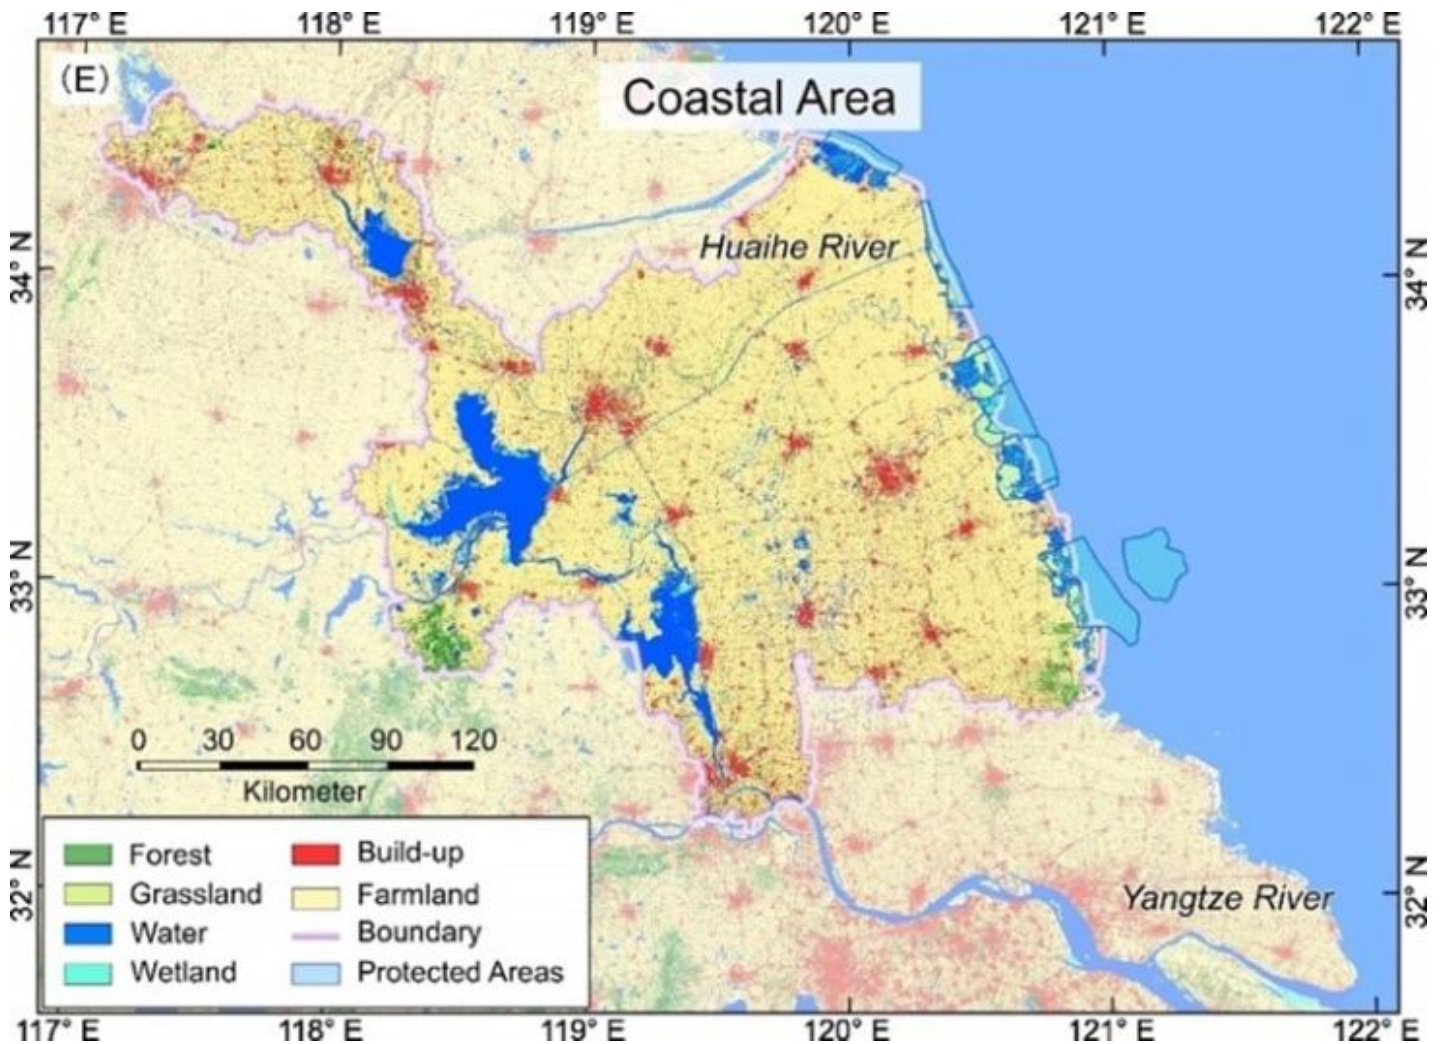 117° E 118° E 119° E 120° E 121° E 122° E
(E)
Coastal Area
Huaihe River
34° N 34° N
33° N 33° N
0 30 60 90 120
Kilometer
Forest Build-up
Grassland Farmland
Water Boundary
Wetland Protected Areas
32° N 32° N
Yangtze River
117° E 118° E 119° E 120° E 121° E 122° E